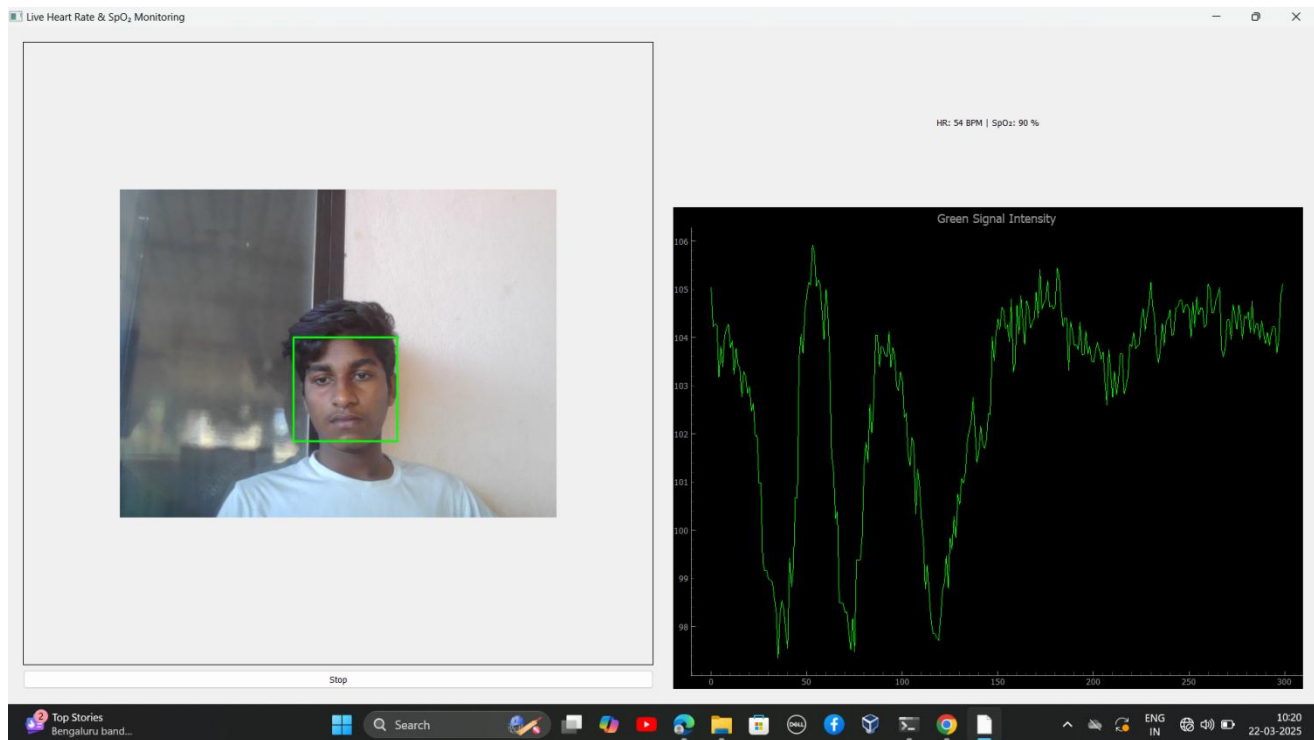 Live Heart Rate & SpO₂ Monitoring
HR: 54 BPM | SpO₂: 90 %
Green Signal Intensity
106
105
104
103
102
101
100
99
98
0 50 100 150 200 250 300
Stop
2
Top Stories
Bengaluru band...
Search
DELL
ENG
IN
10:20
22-03-2025